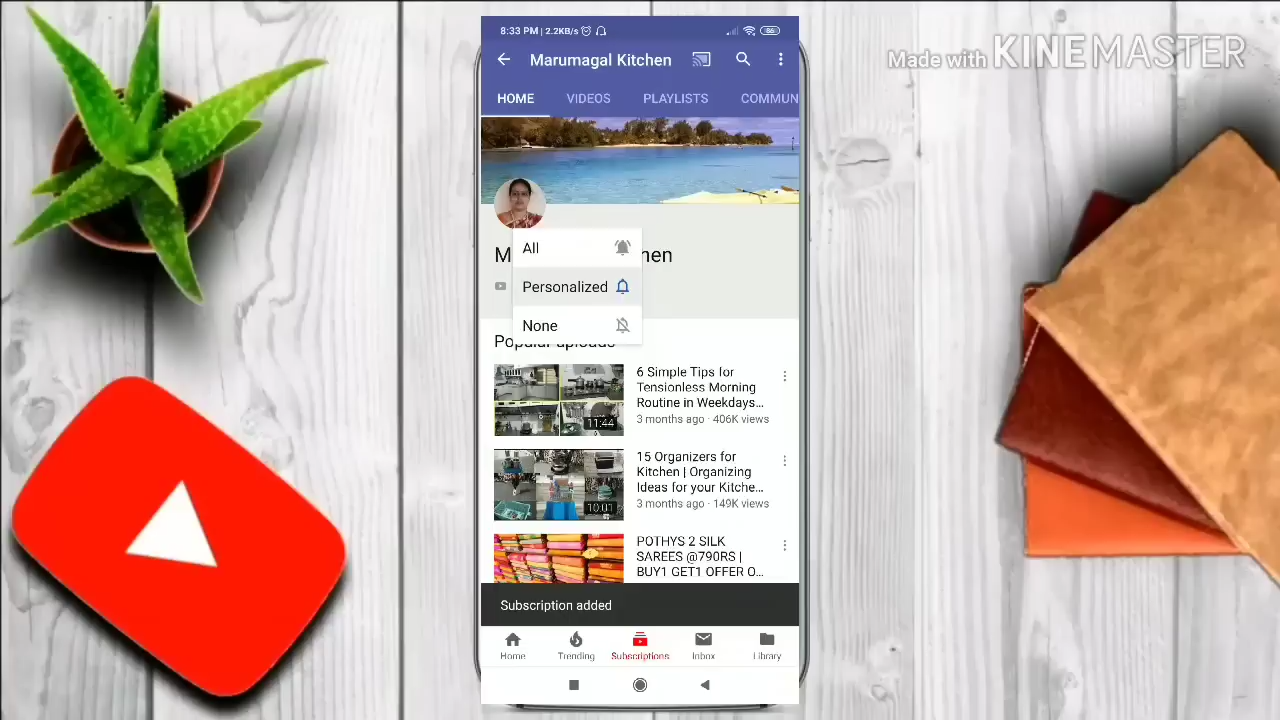 8:33 PM | 2.2KB/s
86
Made with KINEMASTER
Marumagal Kitchen
HOME VIDEOS PLAYLISTS COMMUN
All
M hen
Personalized
None
Popular uploads
6 Simple Tips for
Tensionless Morning
Routine in Weekdays...
3 months ago · 406K views
11:44
15 Organizers for
Kitchen | Organizing
Ideas for your Kitche...
3 months ago · 149K views
10:01
POTHYS 2 SILK
SAREES @790RS |
BUY1 GET1 OFFER O...
Subscription added
Home Trending Subscriptions Inbox Library